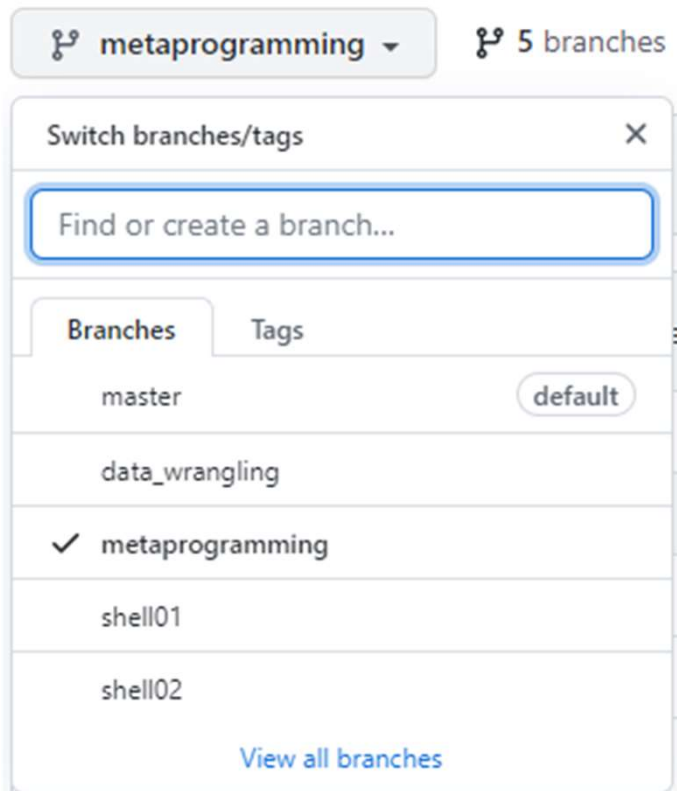 metaprogramming 5 branches
Switch branches/tags
Find or create a branch...
Branches Tags
master default
data_wrangling
metaprogramming
shell01
shell02
View all branches